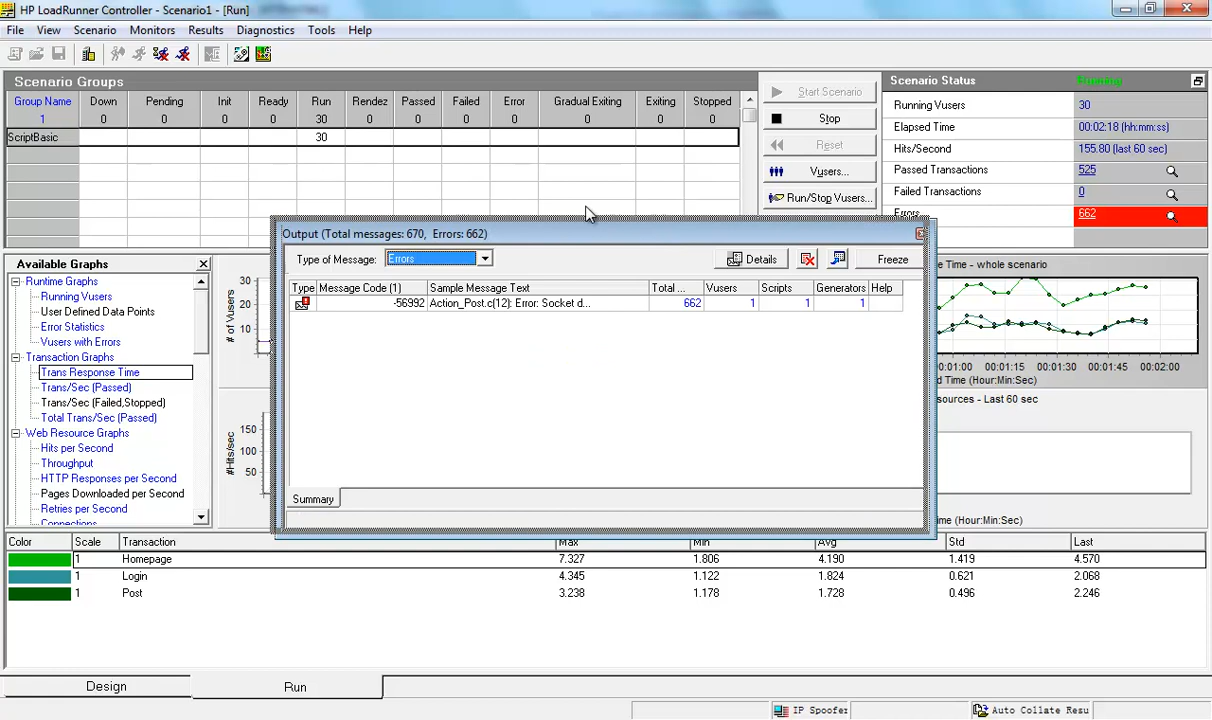 HP LoadRunner Controller - Scenario1 - [Run]
File View Scenario Monitors Results Diagnostics Tools Help
Scenario Groups
Group Name Down Pending Init Ready Run Rendez Passed Failed Error Gradual Exiting Exiting Stopped
1 0 0 0 0 30 0 0 0 0 0 0 0
ScriptBasic 30
Start Scenario
Stop
Reset
Vusers...
Run/Stop Vusers...
Scenario Status Running
Running Vusers 30
Elapsed Time 00:02:18 (hh:mm:ss)
Hits/Second 155.80 (last 60 sec)
Passed Transactions 525
Failed Transactions 0
Errors 662
Available Graphs
Runtime Graphs
Running Vusers
User Defined Data Points
Error Statistics
Vusers with Errors
Transaction Graphs
Trans Response Time
Trans/Sec (Passed)
Trans/Sec (Failed,Stopped)
Total Trans/Sec (Passed)
Web Resource Graphs
Hits per Second
Throughput
HTTP Responses per Second
Pages Downloaded per Second
Retries per Second
Connections
# of Vusers
30
20
10
#Hits/sec
150
100
50
Output (Total messages: 670, Errors: 662)
Type of Message: Errors Details Freeze
Type Message Code (1) Sample Message Text Total ... Vusers Scripts Generators Help
-56992 Action_Post.c[12]: Error: Socket d... 662 1 1 1
Summary
e Time - whole scenario
:01:00 00:01:15 00:01:30 00:01:45 00:02:00
d Time (Hour:Min:Sec)
sources - Last 60 sec
me (Hour:Min:Sec)
Color Scale Transaction Max Min Avg Std Last
1 Homepage 7.327 1.806 4.190 1.419 4.570
1 Login 4.345 1.122 1.824 0.621 2.068
1 Post 3.238 1.178 1.728 0.496 2.246
Design Run
IP Spoofer Auto Collate Resu